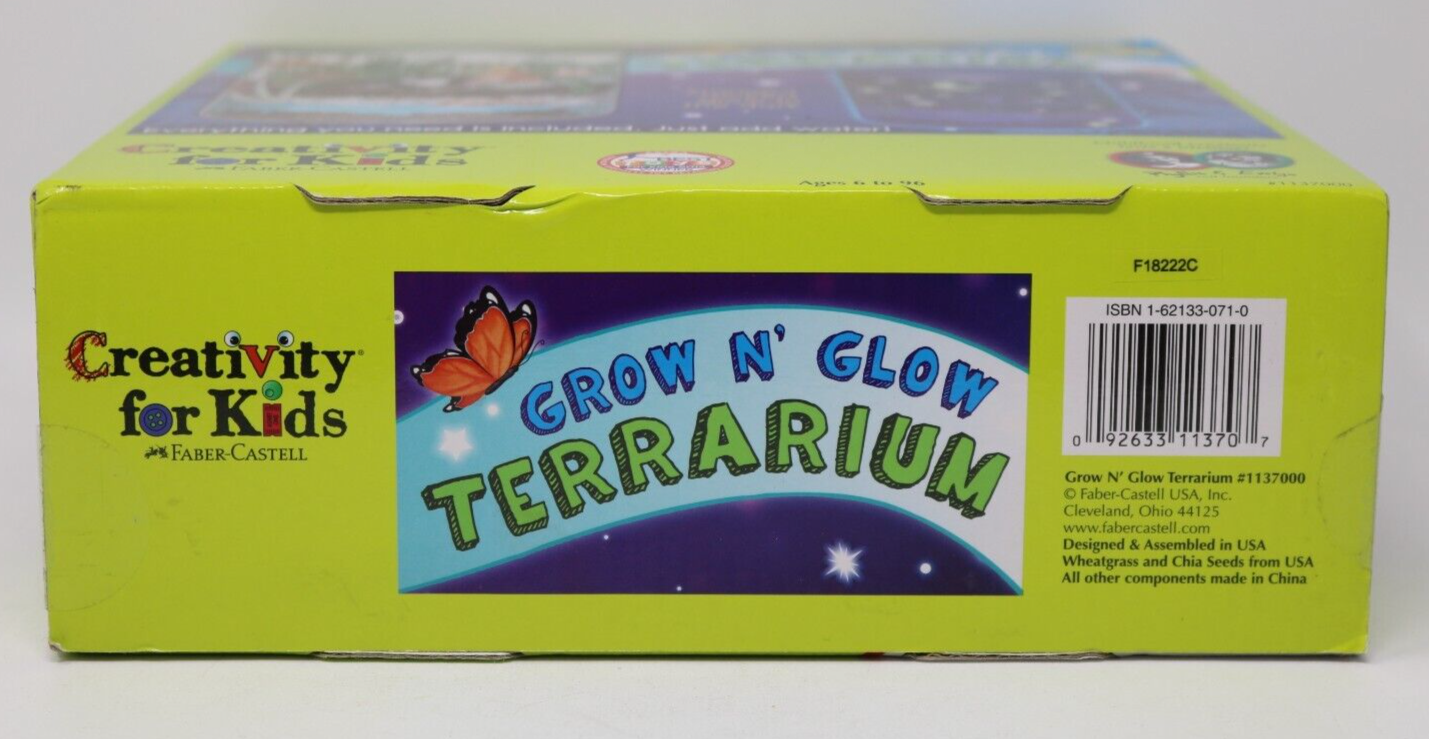 Everything you need is included. Just add water!
Creativity
for Kids
FABER-CASTELL
Ages 6 to 96
#1137000
F18222C
Creativity
for Kids
FABER-CASTELL
GROW N' GLOW
TERRARIUM
ISBN 1-62133-071-0
0 92633 11370 7
Grow N' Glow Terrarium #1137000
© Faber-Castell USA, Inc.
Cleveland, Ohio 44125
www.fabercastell.com
Designed & Assembled in USA
Wheatgrass and Chia Seeds from USA
All other components made in China